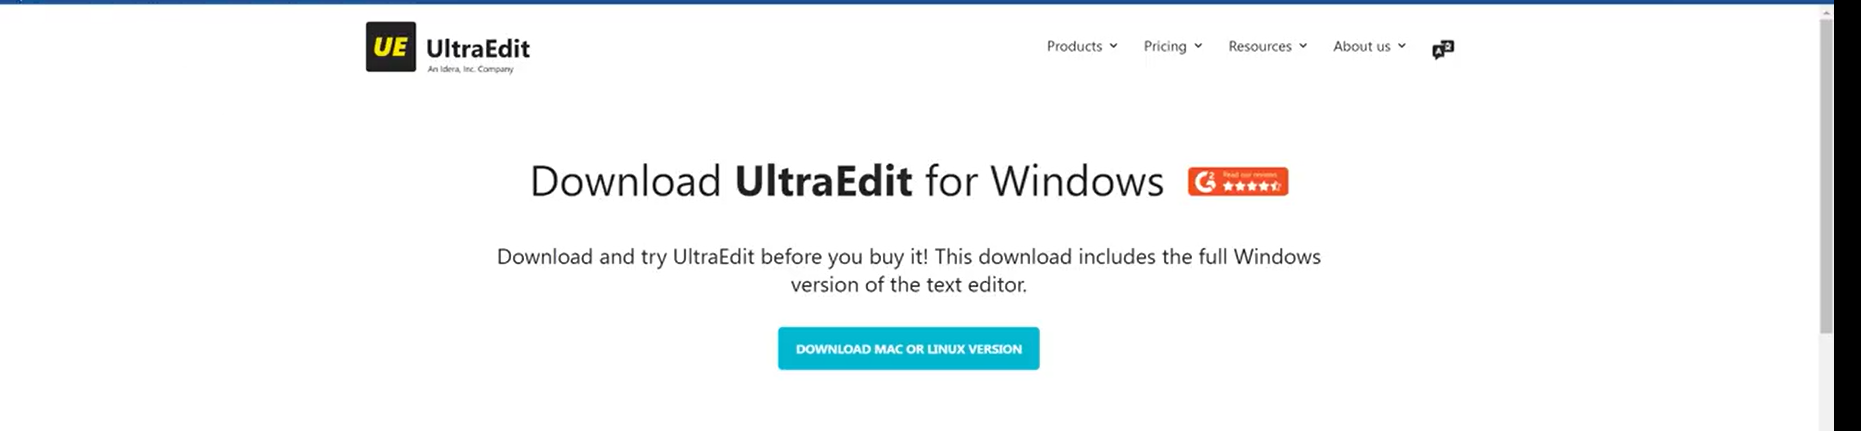 UE UltraEdit
An Idera, Inc. Company
Products Pricing Resources About us
Download UltraEdit for Windows
Read our reviews
Download and try UltraEdit before you buy it! This download includes the full Windows
version of the text editor.
DOWNLOAD MAC OR LINUX VERSION